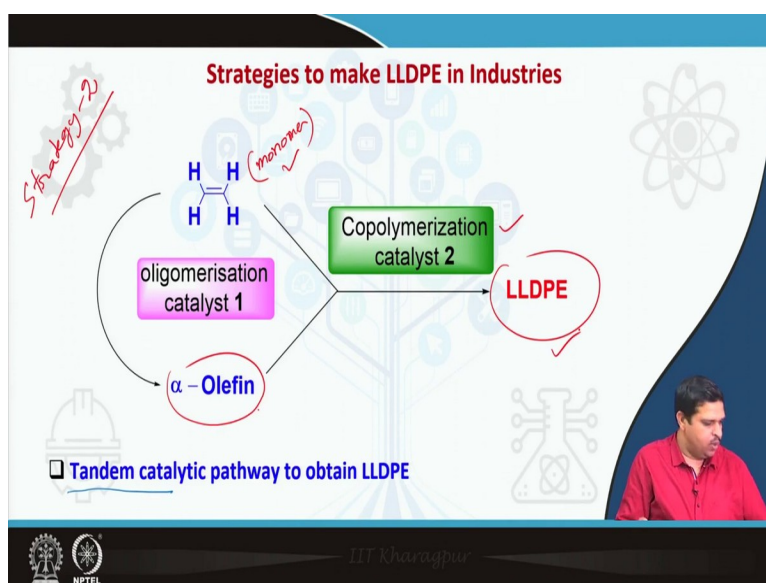 Strategies to make LLDPE in Industries
Strategy-2
(monomer)
H H
H H
Copolymerization
catalyst 2
oligomerisation
catalyst 1
LLDPE
α – Olefin
Tandem catalytic pathway to obtain LLDPE
IIT Kharagpur
NPTEL